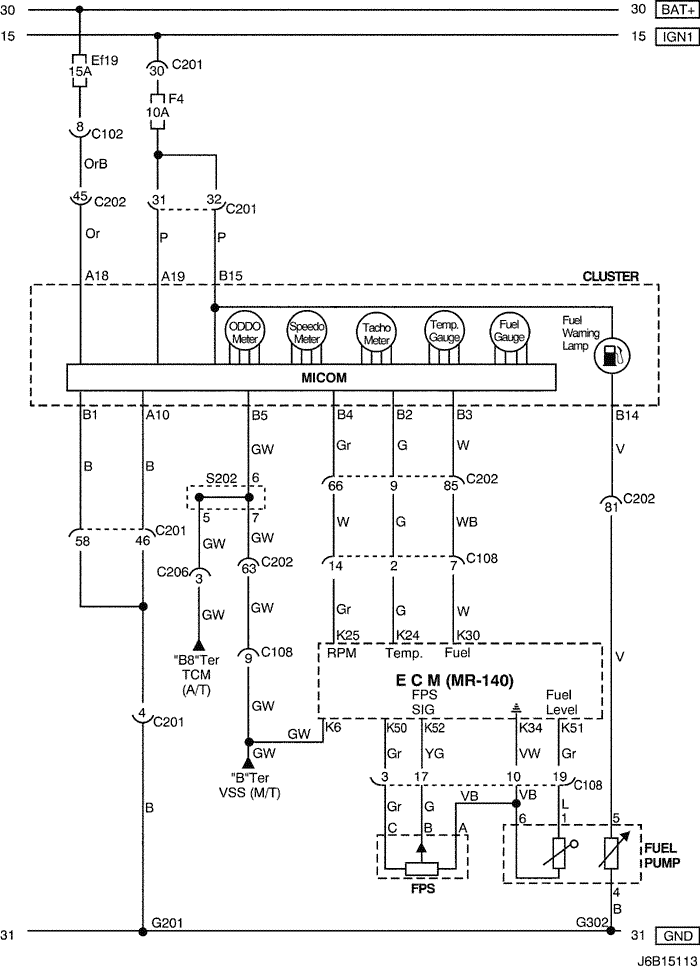 30 30 BAT+
15 15 IGN1
Ef19
15A
30 C201
F4
10A
8 C102
OrB
45 C202
31 32 C201
Or P P
A18 A19 B15 CLUSTER
ODDO Meter
Speedo Meter
Tacho Meter
Temp. Gauge
Fuel Gauge
Fuel Warning Lamp
MICOM
B1 A10 B5 B4 B2 B3 B14
GW Gr G W V
B B
S202 6
66 9 85 C202
81 C202
5 7
W G WB
GW GW
58 46 C201
C206 3
63 C202
14 2 7 C108
GW GW
Gr G W
K25 K24 K30
"B8"Ter
TCM
(A/T)
9 C108
RPM Temp. Fuel
V
E C M (MR-140)
FPS
SIG
Fuel
Level
4 C201
GW
GW
K6 K50 K52 K34 K51
GW
"B"Ter
VSS (M/T)
Gr YG VW Gr
3 17 10 19 C108
B
Gr G VB VB L
C B A 6 1 5
FUEL
PUMP
FPS
4
B
G201 G302
31 31 GND
J6B15113